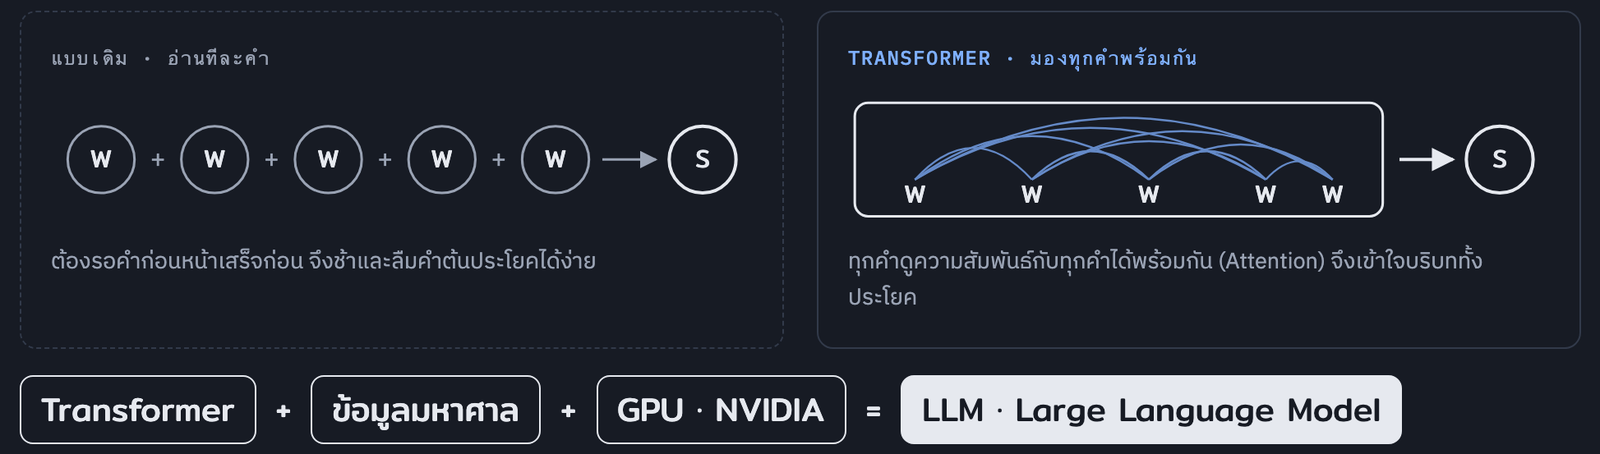 แบบเดิม · อ่านทีละคำ
W + W + W + W + W S
ต้องรอคำก่อนหน้าเสร็จก่อน จึงช้าและลืมคำต้นประโยคได้ง่าย
TRANSFORMER · มองทุกคำพร้อมกัน
W W W W W S
ทุกคำดูความสัมพันธ์กับทุกคำได้พร้อมกัน (Attention) จึงเข้าใจบริบททั้ง
ประโยค
Transformer + ข้อมูลมหาศาล + GPU · NVIDIA = LLM · Large Language Model